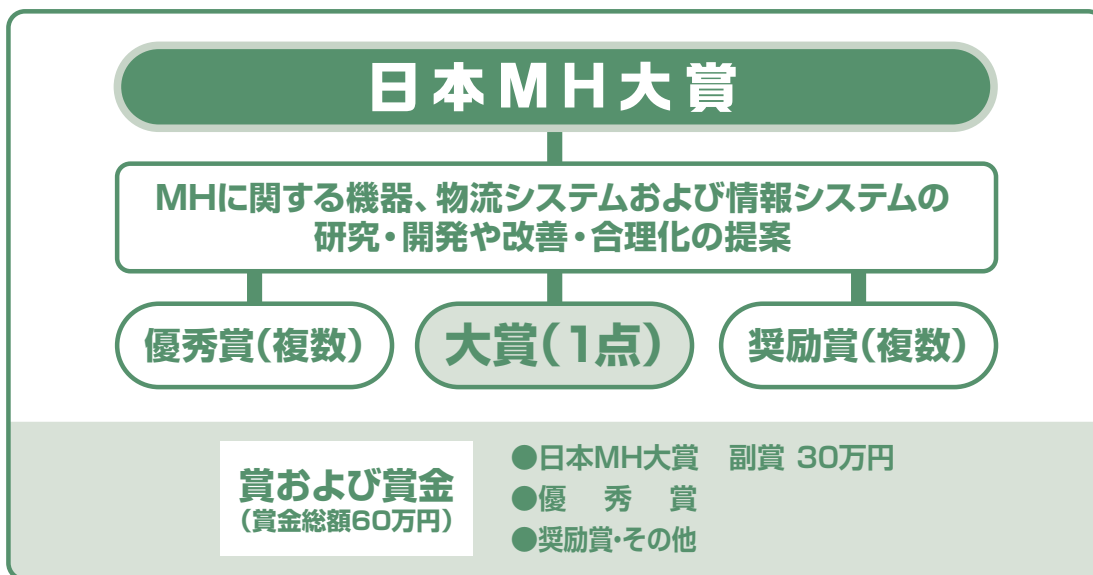 日本MH大賞
MHに関する機器、物流システムおよび情報システムの
研究・開発や改善・合理化の提案
優秀賞(複数)
大賞(1点)
奨励賞(複数)
賞および賞金
(賞金総額60万円)
●日本MH大賞　副賞 30万円
●優　秀　賞
●奨励賞・その他